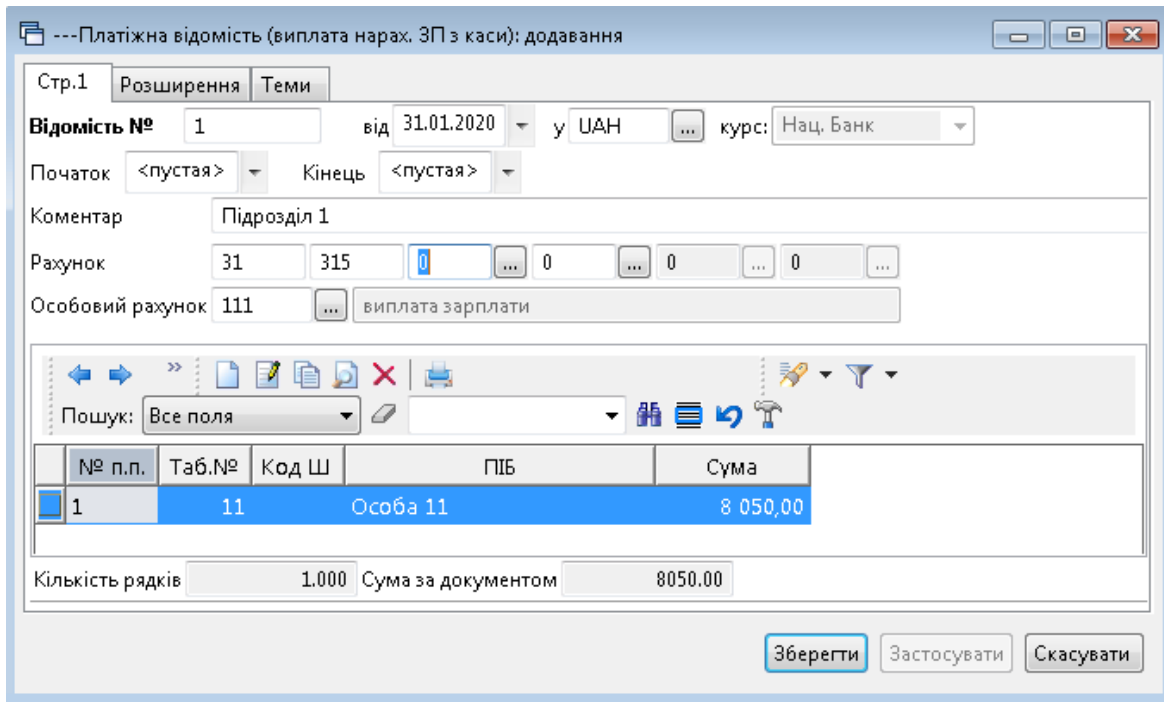 ---Платіжна відомість (виплата нарах. ЗП з каси): додавання
Стр.1 Розширення Теми
Відомість № 1 від 31.01.2020 у UAH ... курс: Нац. Банк
Початок <пустая> Кінець <пустая>
Коментар Підрозділ 1
Рахунок 31 315 0 ... 0 ... 0 ... 0 ...
Особовий рахунок 111 ... виплата зарплати
Пошук: Все поля
№ п.п. Таб.№ Код Ш ПІБ Сума
1 11 Особа 11 8 050,00
Кількість рядків 1.000 Сума за документом 8050.00
Зберегти Застосувати Скасувати